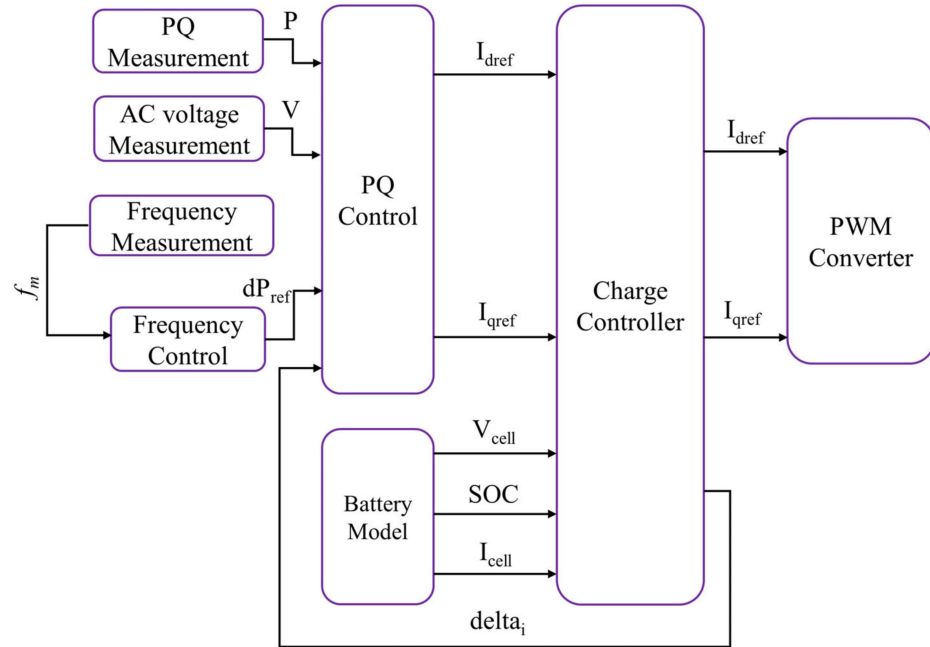 PQ
Measurement
P
AC voltage
Measurement
V
Frequency
Measurement
f_m
Frequency
Control
dP_ref
PQ
Control
I_dref
I_qref
Battery
Model
V_cell
SOC
I_cell
Charge
Controller
I_dref
I_qref
PWM
Converter
delta_i